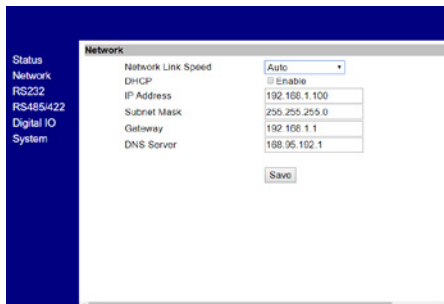 Status
Network
RS232
RS485/422
Digital IO
System
Network
Network Link Speed Auto
DHCP Enable
IP Address 192.168.1.100
Subnet Mask 255.255.255.0
Gateway 192.168.1.1
DNS Server 168.95.192.1
Save